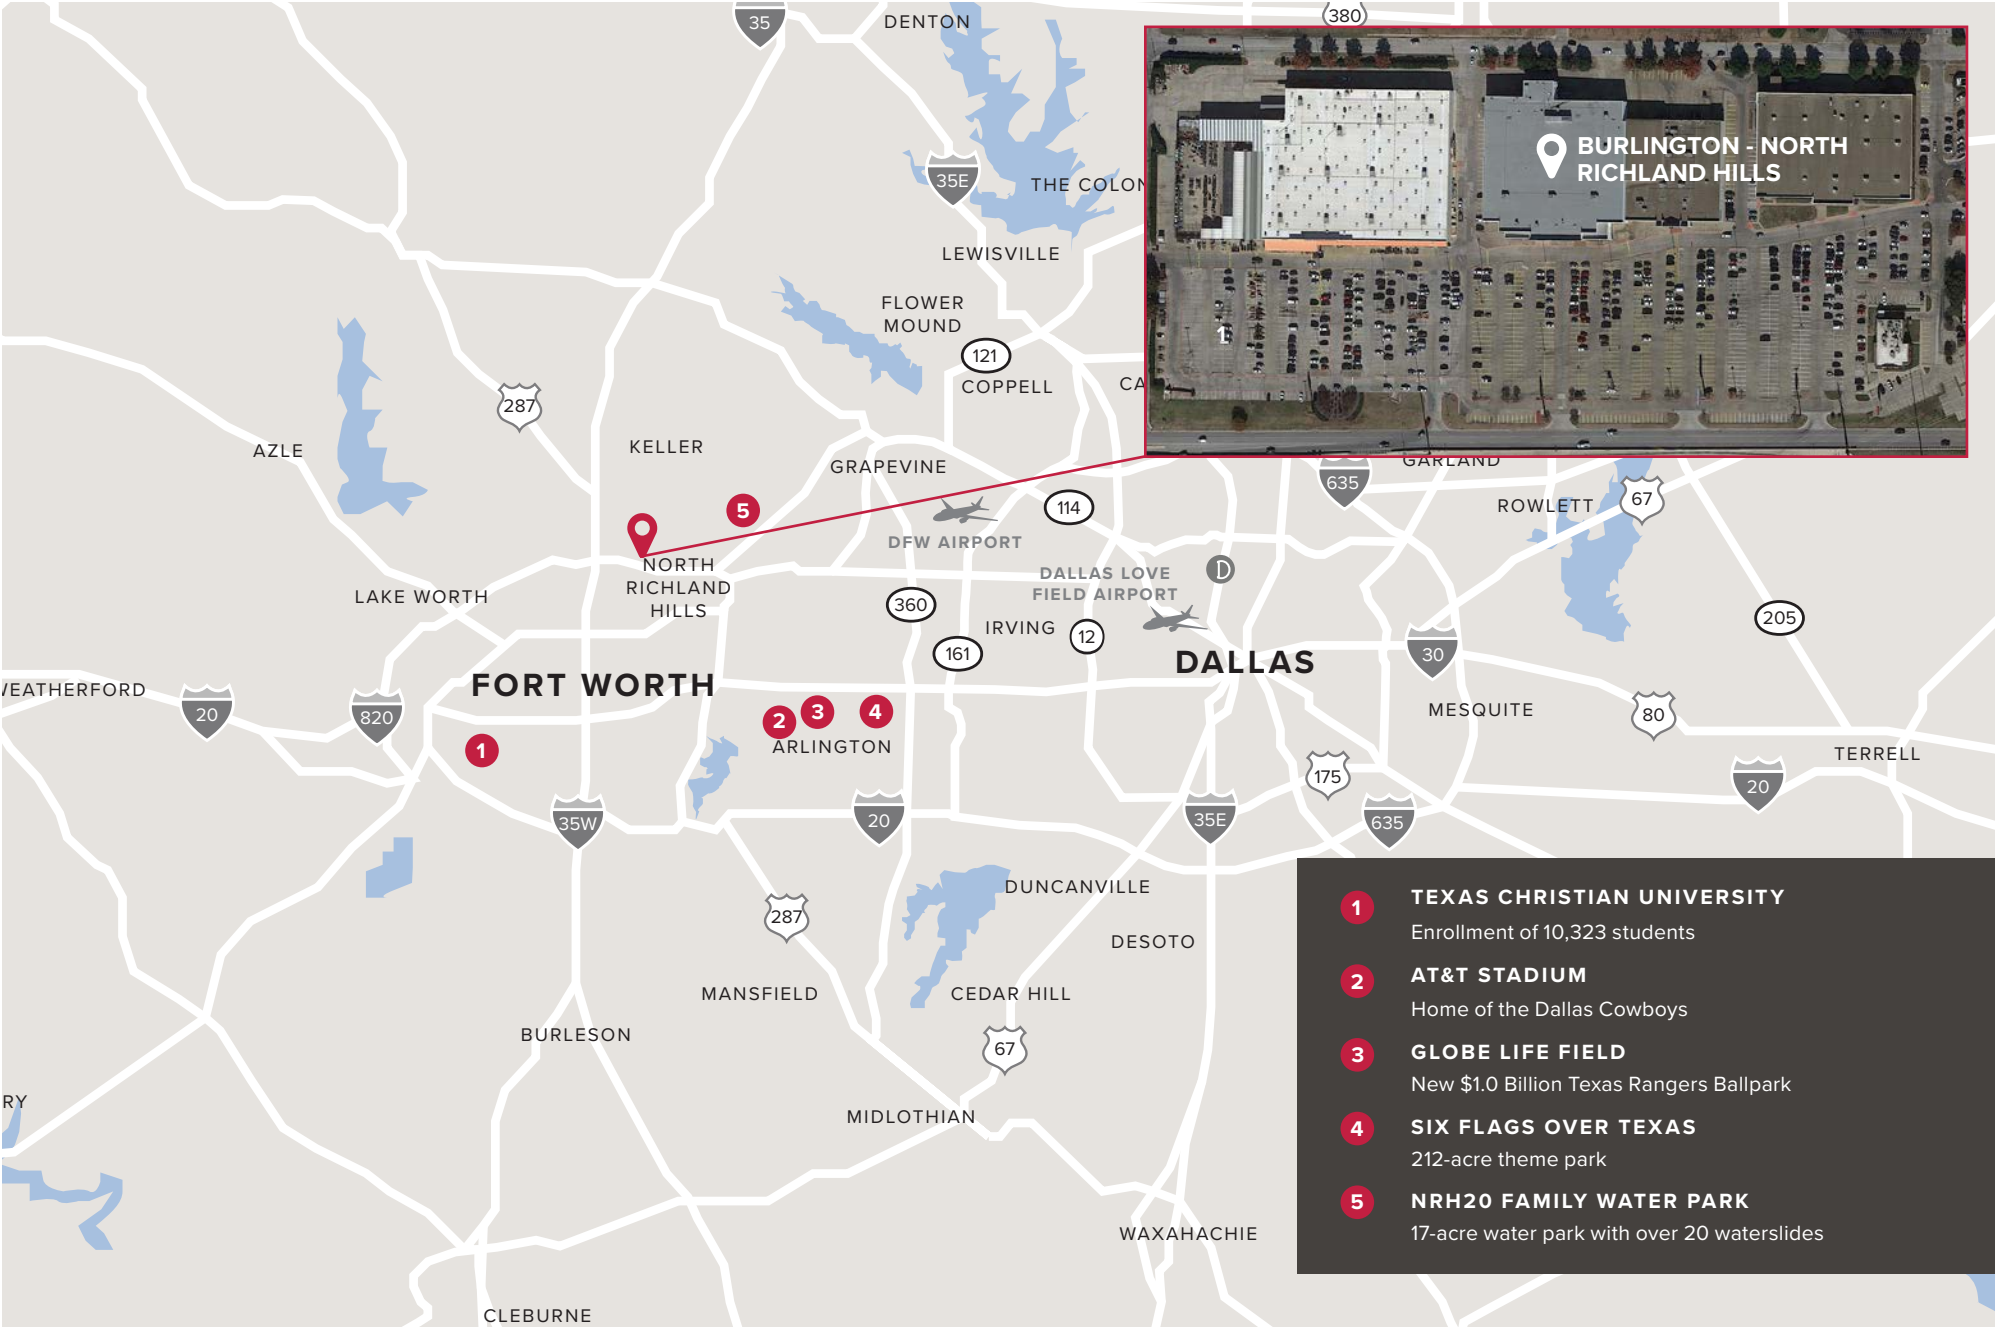 35
DENTON
380
BURLINGTON - NORTH
RICHLAND HILLS
35E
THE COLON
LEWISVILLE
FLOWER
MOUND
1
121
COPPELL
CA
287
KELLER
AZLE
GRAPEVINE
GARLAND
635
67
ROWLETT
5
114
DFW AIRPORT
NORTH
RICHLAND
HILLS
DALLAS LOVE
FIELD AIRPORT
D
LAKE WORTH
360
205
IRVING
12
161
30
DALLAS
FORT WORTH
WEATHERFORD
20
820
2
3
4
ARLINGTON
MESQUITE
80
1
TERRELL
175
20
35W
20
35E
635
DUNCANVILLE
287
DESOTO
MANSFIELD
CEDAR HILL
BURLESON
67
RY
MIDLOTHIAN
WAXAHACHIE
CLEBURNE
1
TEXAS CHRISTIAN UNIVERSITY
Enrollment of 10,323 students
2
AT&T STADIUM
Home of the Dallas Cowboys
3
GLOBE LIFE FIELD
New $1.0 Billion Texas Rangers Ballpark
4
SIX FLAGS OVER TEXAS
212-acre theme park
5
NRH20 FAMILY WATER PARK
17-acre water park with over 20 waterslides